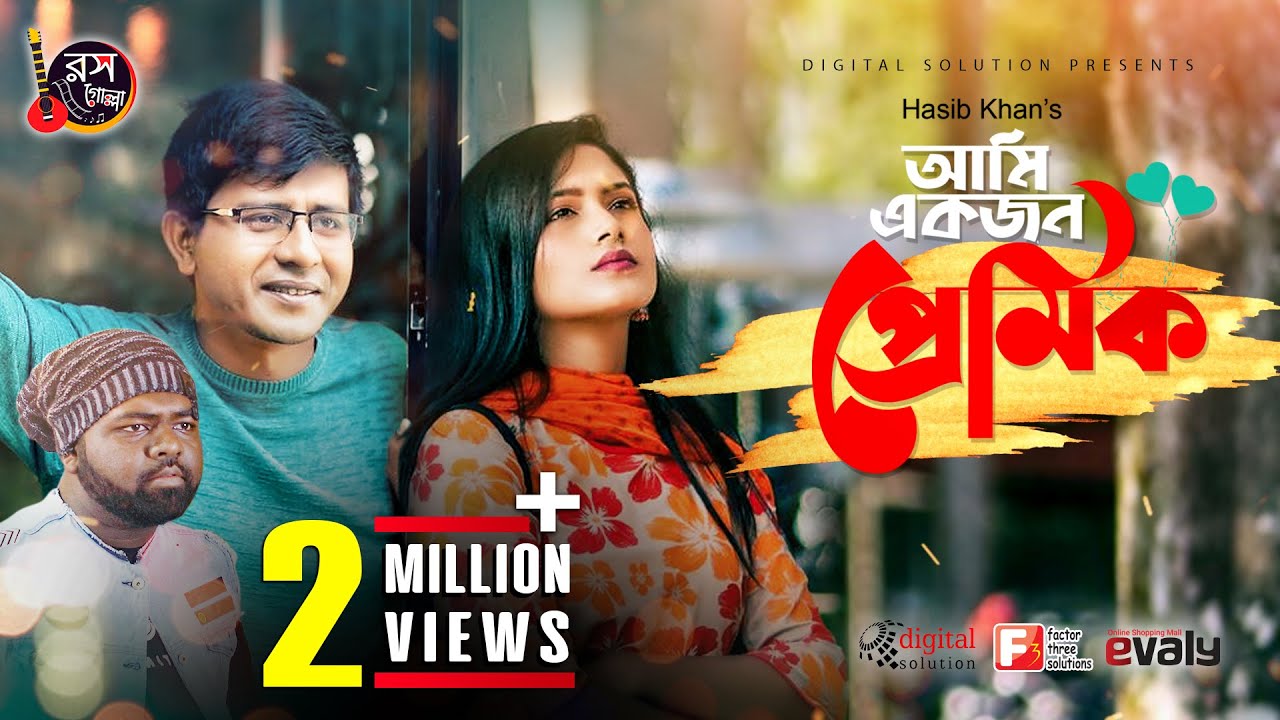 রস
গোল্লা
DIGITAL SOLUTION PRESENTS
Hasib Khan's
আমি
একজন
প্রেমিক
2 MILLION+
VIEWS
digital
solution
F3
factor
three
solutions
Online Shopping Mall
evaly